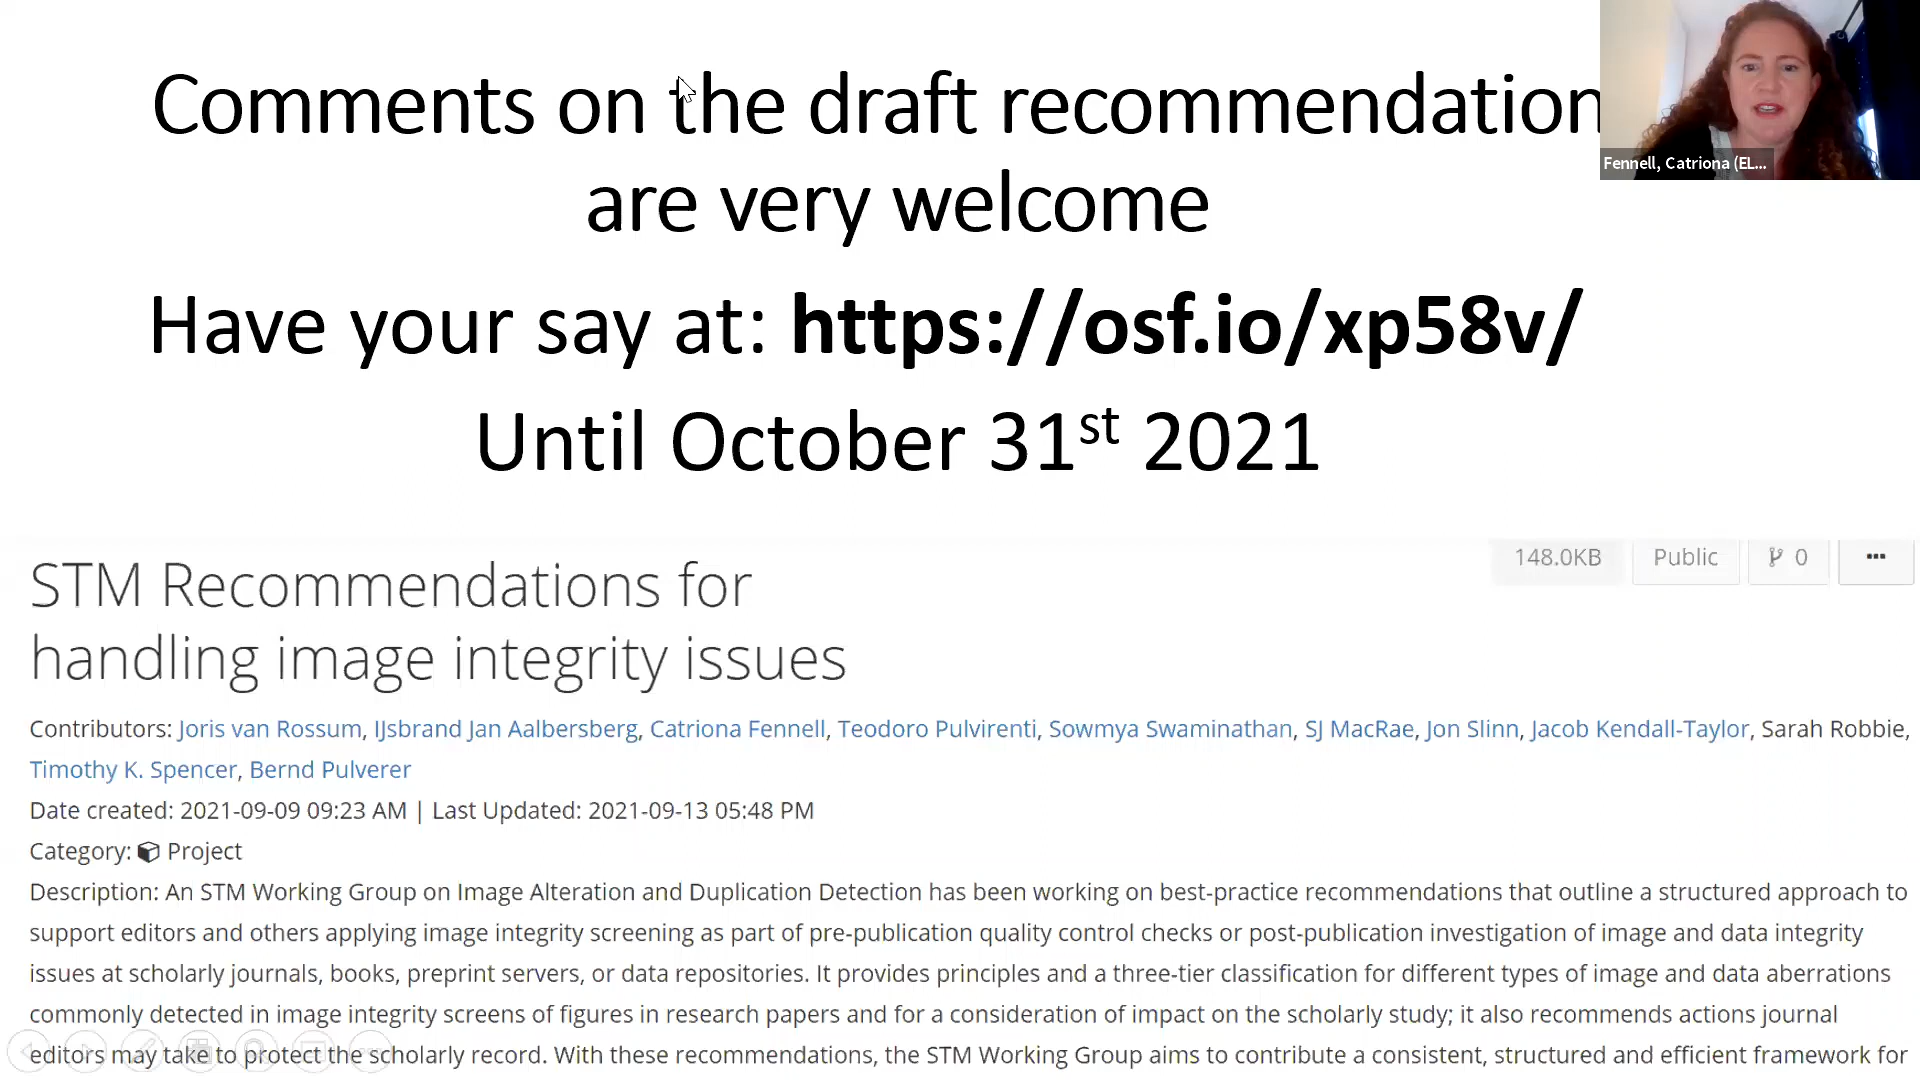 Comments on the draft recommendation
are very welcome
Fennell, Catriona (EL...
Have your say at: https://osf.io/xp58v/
Until October 31st 2021
148.0KB Public 0 ...
STM Recommendations for
handling image integrity issues
Contributors: Joris van Rossum, IJsbrand Jan Aalbersberg, Catriona Fennell, Teodoro Pulvirenti, Sowmya Swaminathan, SJ MacRae, Jon Slinn, Jacob Kendall-Taylor, Sarah Robbie,
Timothy K. Spencer, Bernd Pulverer
Date created: 2021-09-09 09:23 AM | Last Updated: 2021-09-13 05:48 PM
Category: Project
Description: An STM Working Group on Image Alteration and Duplication Detection has been working on best-practice recommendations that outline a structured approach to
support editors and others applying image integrity screening as part of pre-publication quality control checks or post-publication investigation of image and data integrity
issues at scholarly journals, books, preprint servers, or data repositories. It provides principles and a three-tier classification for different types of image and data aberrations
commonly detected in image integrity screens of figures in research papers and for a consideration of impact on the scholarly study; it also recommends actions journal
editors may take to protect the scholarly record. With these recommendations, the STM Working Group aims to contribute a consistent, structured and efficient framework for